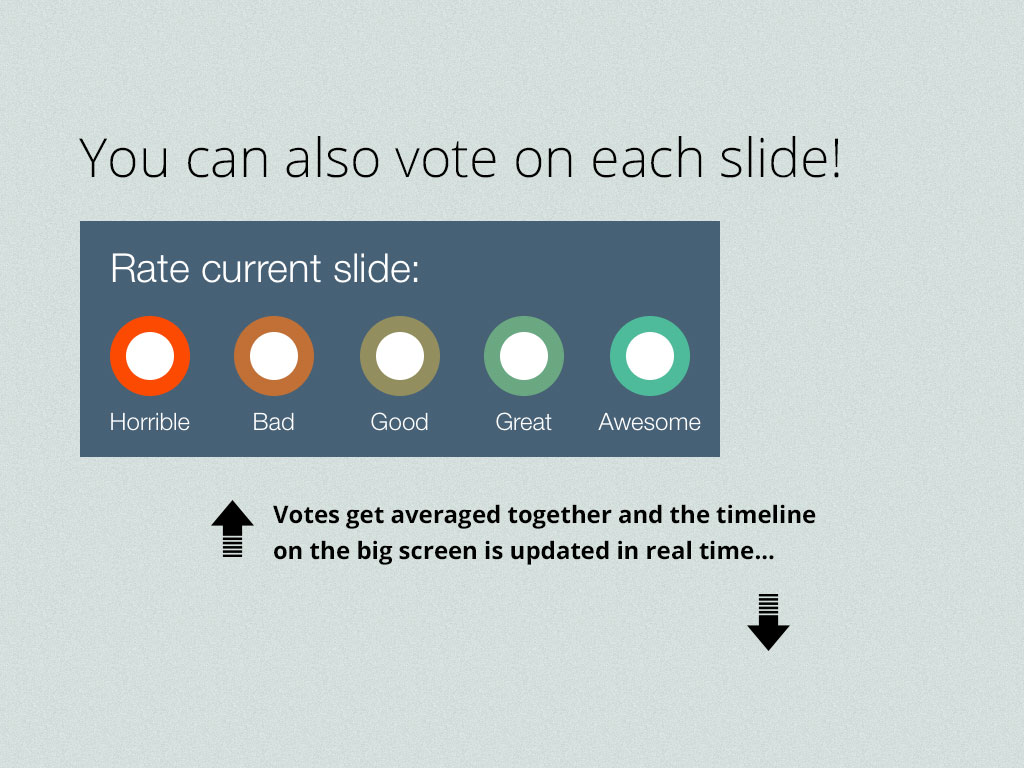 You can also vote on each slide!
Rate current slide:
Horrible Bad Good Great Awesome
Votes get averaged together and the timeline
on the big screen is updated in real time...